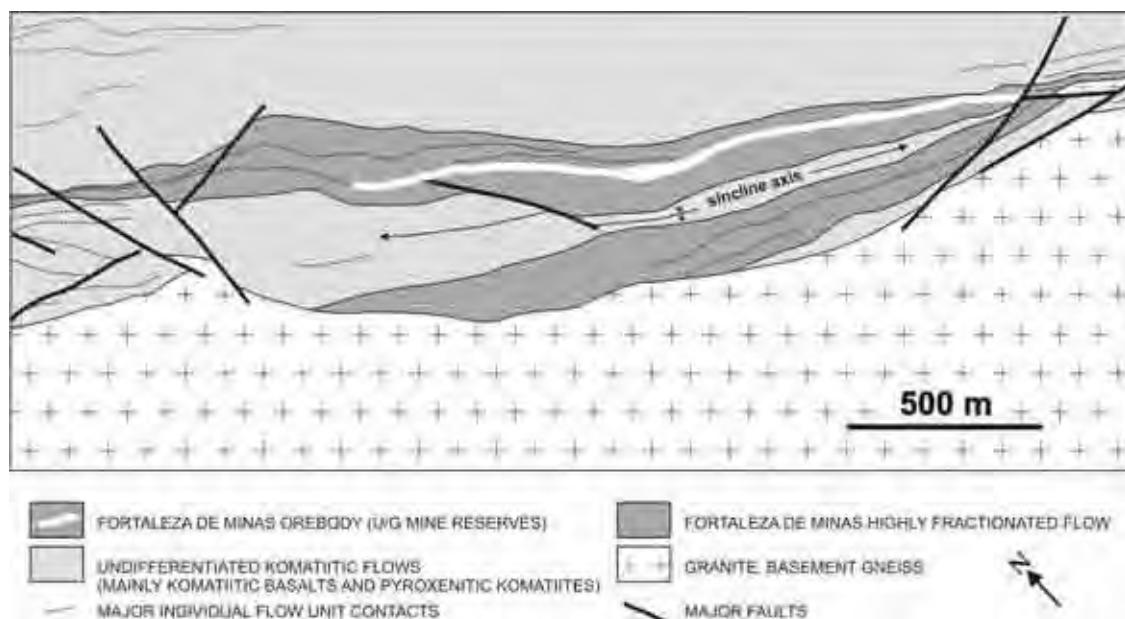 sincline axis
500 m
FORTALEZA DE MINAS OREBODY (U/G MINE RESERVES)
FORTALEZA DE MINAS HIGHLY FRACTIONATED FLOW
UNDIFFERENTIATED KOMATIITIC FLOWS
(MAINLY KOMATIITIC BASALTS AND PYROXENITIC KOMATIITES)
GRANITE, BASEMENT GNEISS
N
MAJOR INDIVIDUAL FLOW UNIT CONTACTS
MAJOR FAULTS